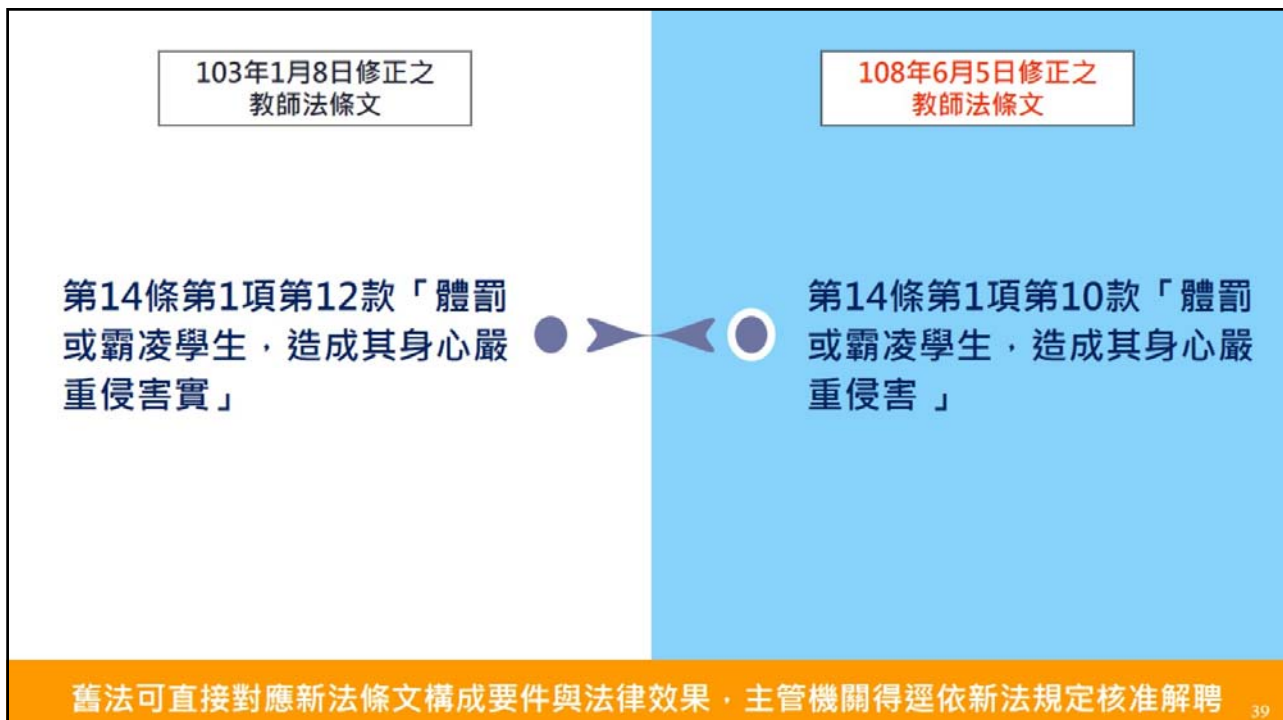 103年1月8日修正之
教師法條文
第14條第1項第12款「體罰
或霸凌學生，造成其身心嚴
重侵害實」
108年6月5日修正之
教師法條文
第14條第1項第10款「體罰
或霸凌學生，造成其身心嚴
重侵害 」
舊法可直接對應新法條文構成要件與法律效果，主管機關得逕依新法規定核准解聘
39